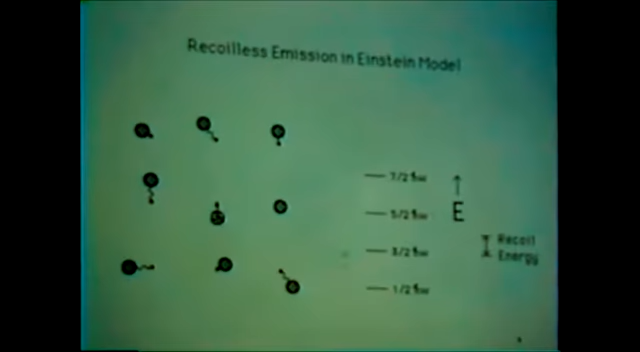 Recoilless Emission in Einstein Model
7/2 ħω
5/2 ħω
E
3/2 ħω
Recoil
Energy
1/2 ħω